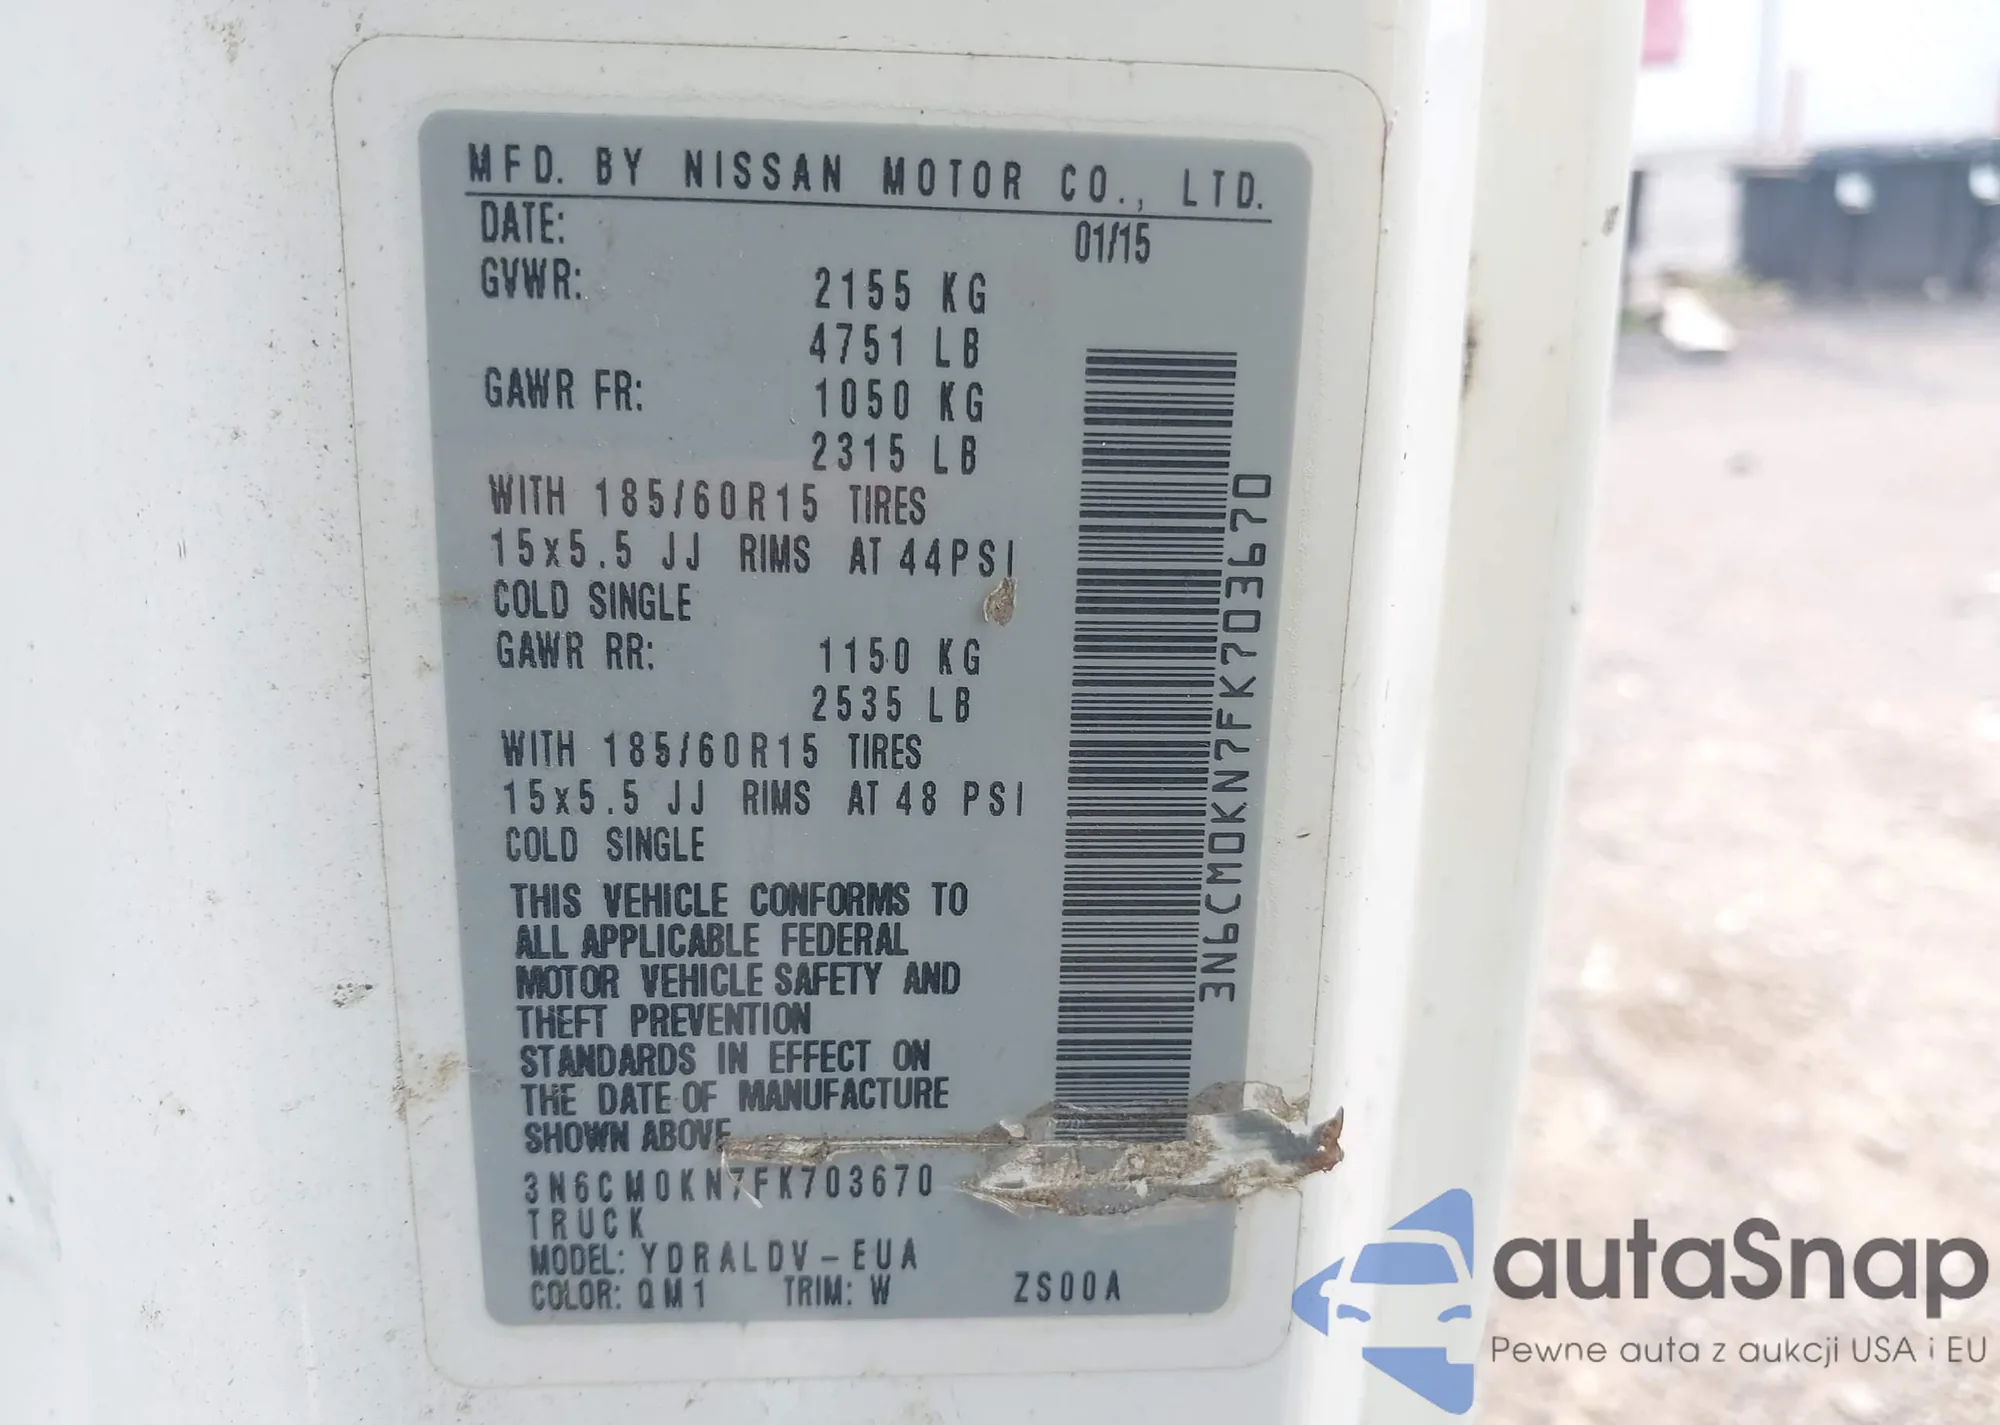 MFD. BY NISSAN MOTOR CO., LTD.
DATE: 01/15
GVWR: 2155 KG
4751 LB
GAWR FR: 1050 KG
2315 LB
WITH 185/60R15 TIRES
15x5.5 JJ RIMS AT 44PSI
COLD SINGLE
GAWR RR: 1150 KG
2535 LB
WITH 185/60R15 TIRES
15x5.5 JJ RIMS AT 48 PSI
COLD SINGLE
THIS VEHICLE CONFORMS TO
ALL APPLICABLE FEDERAL
MOTOR VEHICLE SAFETY AND
THEFT PREVENTION
STANDARDS IN EFFECT ON
THE DATE OF MANUFACTURE
SHOWN ABOVE
3N6CM0KN7FK703670
TRUCK
MODEL: YDRALDV-EUA
COLOR: QM1 TRIM: W ZS00A
3N6CM0KN7FK703670
autaSnap
Pewne auta z aukcji USA i EU